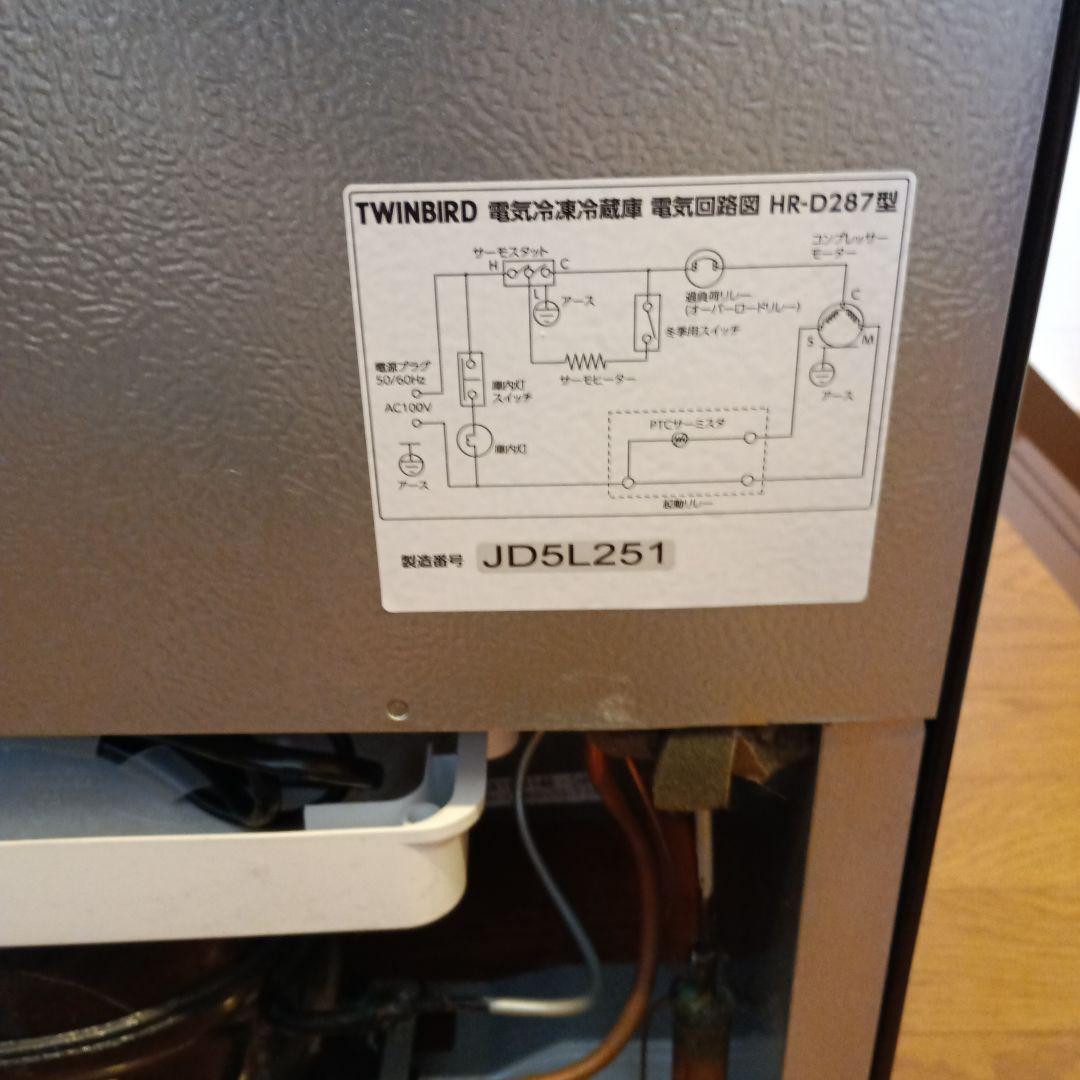 TWINBIRD 電気冷凍冷蔵庫 電気回路図 HR-D287型
コンプレッサー
モーター
サーモスタット
H
C
L
アース
過負荷リレー
(オーバーロードリレー)
C
冬季用スイッチ
S
M
電源プラグ
50/60Hz
庫内灯
スイッチ
サーモヒーター
アース
AC100V
PTCサーミスタ
庫内灯
アース
起動リレー
製造番号 JD5L251